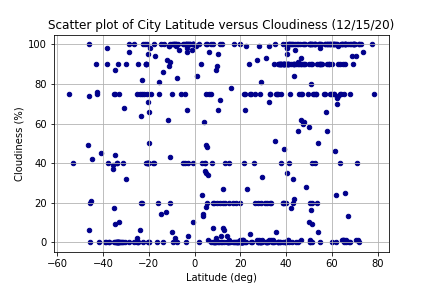 Scatter plot of City Latitude versus Cloudiness (12/15/20)
100
80
60
40
20
0
Cloudiness (%)
−60 −40 −20 0 20 40 60 80
Latitude (deg)